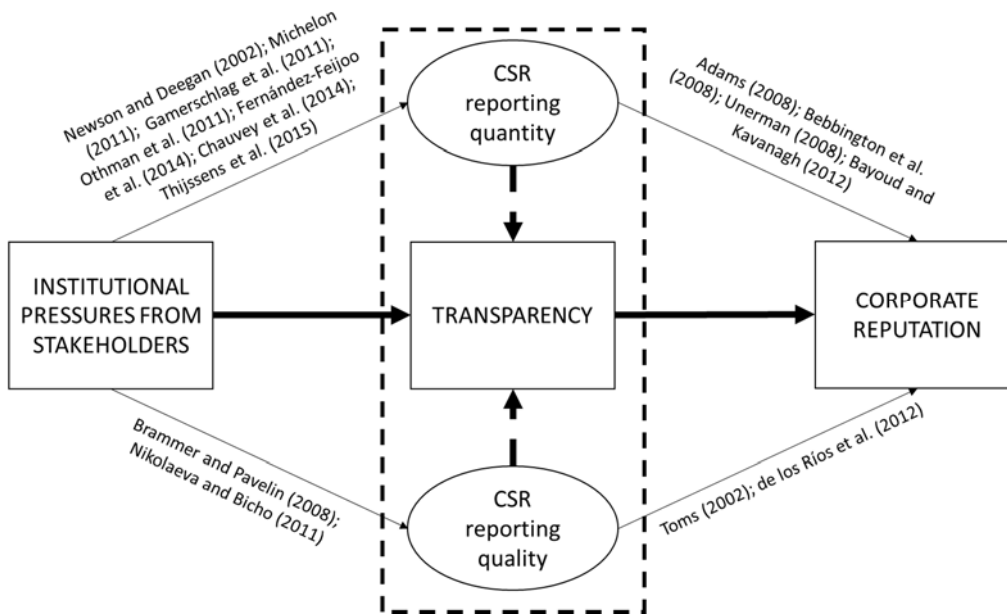 Newson and Deegan (2002); Michelon
(2011); Gamerschlag et al. (2011);
Othman et al. (2011); Fernández-Feijoo
et al. (2014); Chauvey et al. (2014);
Thijssens et al. (2015)
CSR
reporting
quantity
Adams (2008); Bebbington et al.
(2008); Unerman (2008); Bayoud and
Kavanagh (2012)
INSTITUTIONAL
PRESSURES FROM
STAKEHOLDERS
TRANSPARENCY
CORPORATE
REPUTATION
Brammer and Pavelin (2008);
Nikolaeva and Bicho (2011)
CSR
reporting
quality
Toms (2002); de los Ríos et al. (2012)